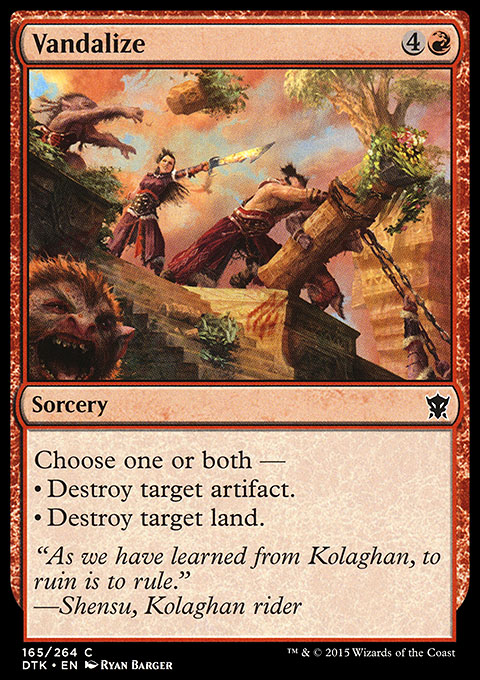 Vandalize 4
Sorcery
Choose one or both —
• Destroy target artifact.
• Destroy target land.
“As we have learned from Kolaghan, to
ruin is to rule.”
—Shensu, Kolaghan rider
165/264 C
DTK • EN Ryan Barger
™ & © 2015 Wizards of the Coast